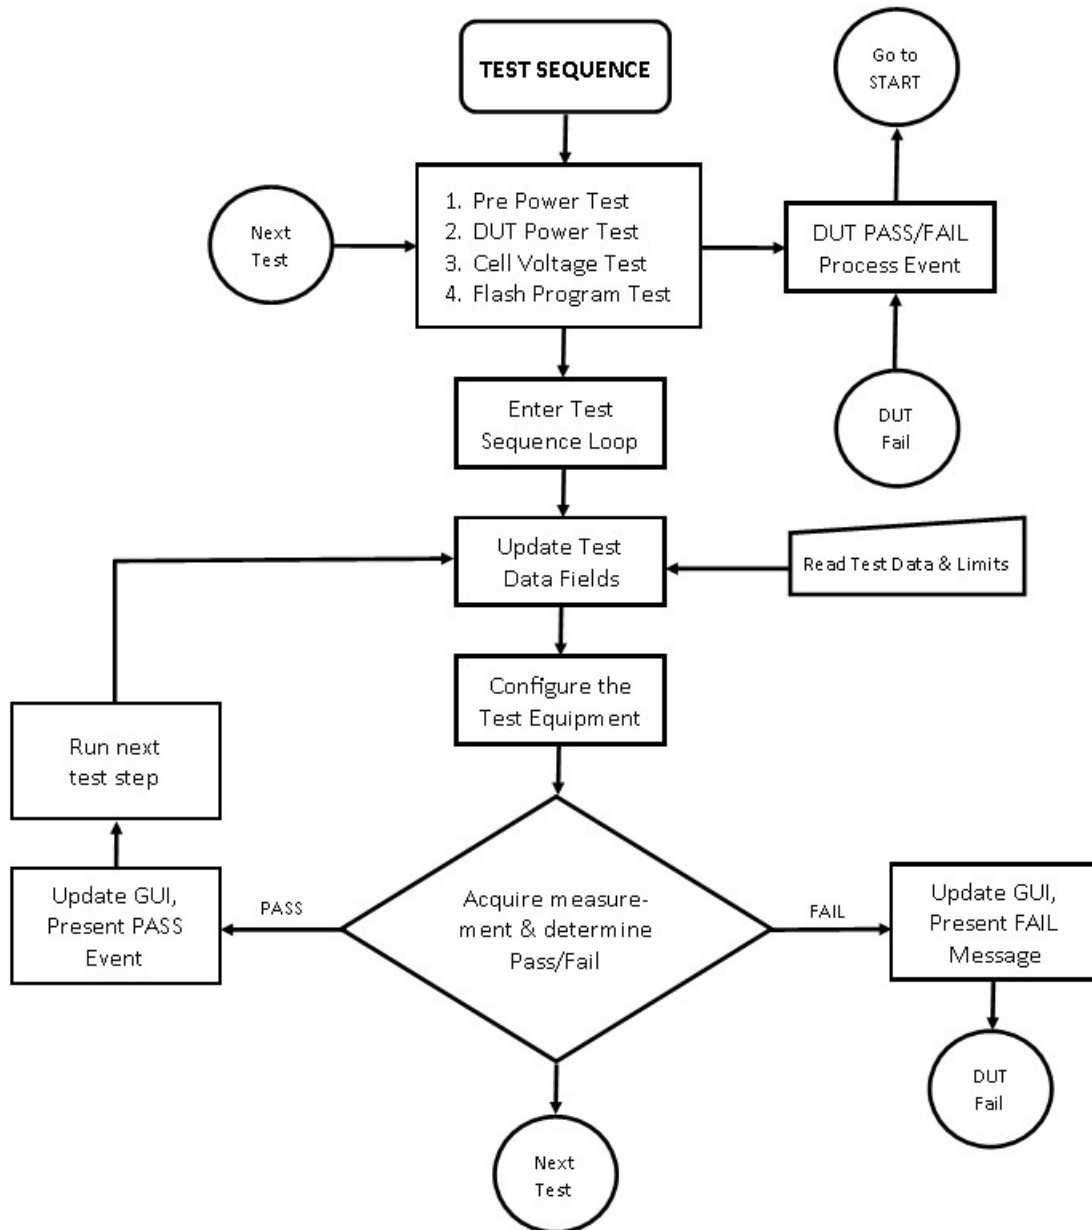 TEST SEQUENCE
Go to
START
Next
Test
1. Pre Power Test
2. DUT Power Test
3. Cell Voltage Test
4. Flash Program Test
DUT PASS/FAIL
Process Event
Enter Test
Sequence Loop
DUT
Fail
Update Test
Data Fields
Read Test Data & Limits
Configure the
Test Equipment
Run next
test step
Update GUI,
Present PASS
Event
PASS
Acquire measure-
ment & determine
Pass/Fail
FAIL
Update GUI,
Present FAIL
Message
DUT
Fail
Next
Test